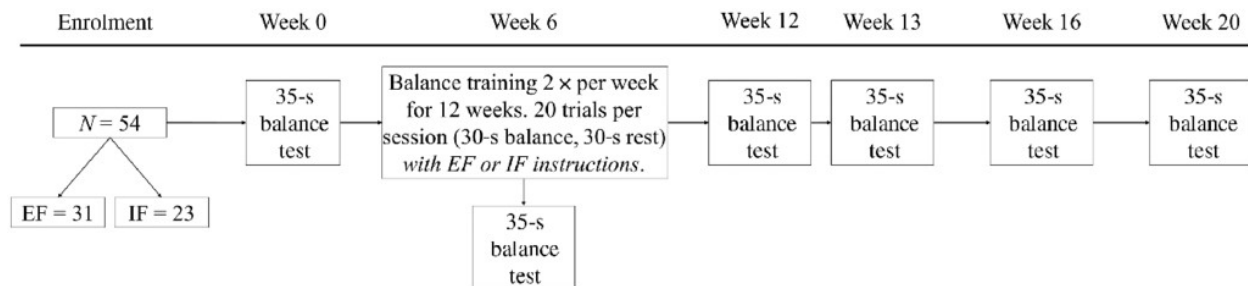 Enrolment Week 0 Week 6 Week 12 Week 13 Week 16 Week 20
N = 54
EF = 31
IF = 23
35-s
balance
test
Balance training 2 × per week
for 12 weeks. 20 trials per
session (30-s balance, 30-s rest)
with EF or IF instructions.
35-s
balance
test
35-s
balance
test
35-s
balance
test
35-s
balance
test
35-s
balance
test